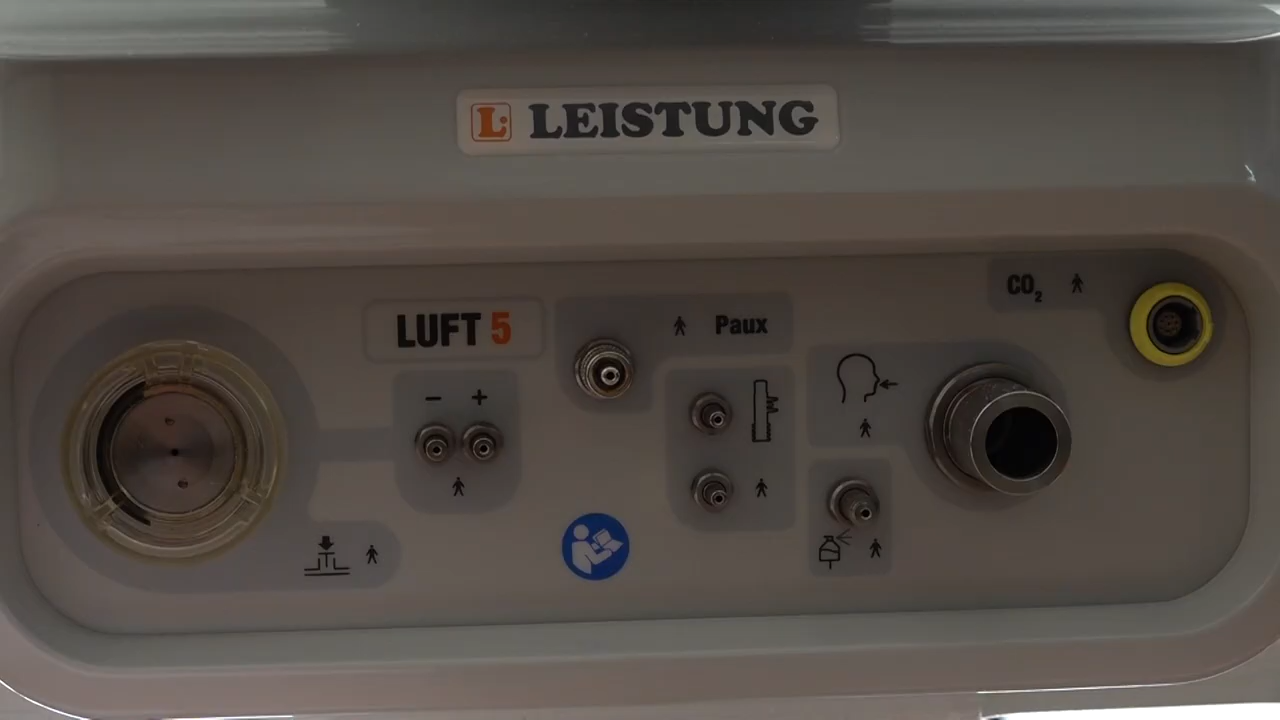 L: LEISTUNG
LUFT 5
Paux
CO₂
− +